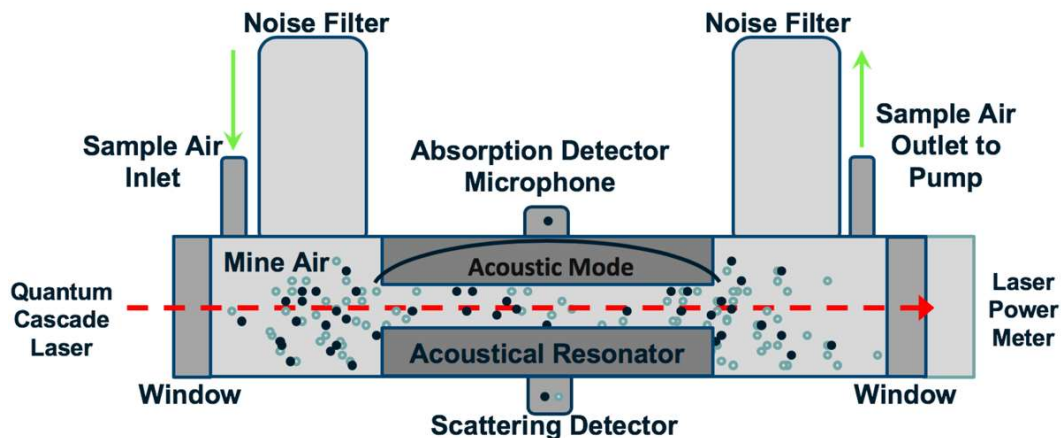 Noise Filter
Noise Filter
Sample Air
Inlet
Absorption Detector
Microphone
Sample Air
Outlet to
Pump
Mine Air
Acoustic Mode
Quantum
Cascade
Laser
Laser
Power
Meter
Acoustical Resonator
Window
Window
Scattering Detector